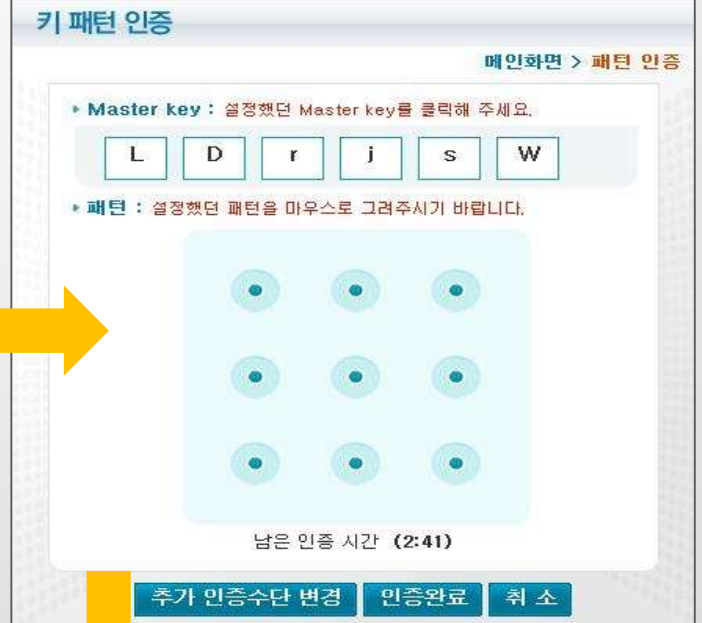 키 패턴 인증
메인화면 > 패턴 인증
Master key : 설정했던 Master key를 클릭해 주세요.
L D r j s W
패턴 : 설정했던 패턴을 마우스로 그려주시기 바랍니다.
남은 인증 시간 (2:41)
추가 인증수단 변경 인증완료 취 소